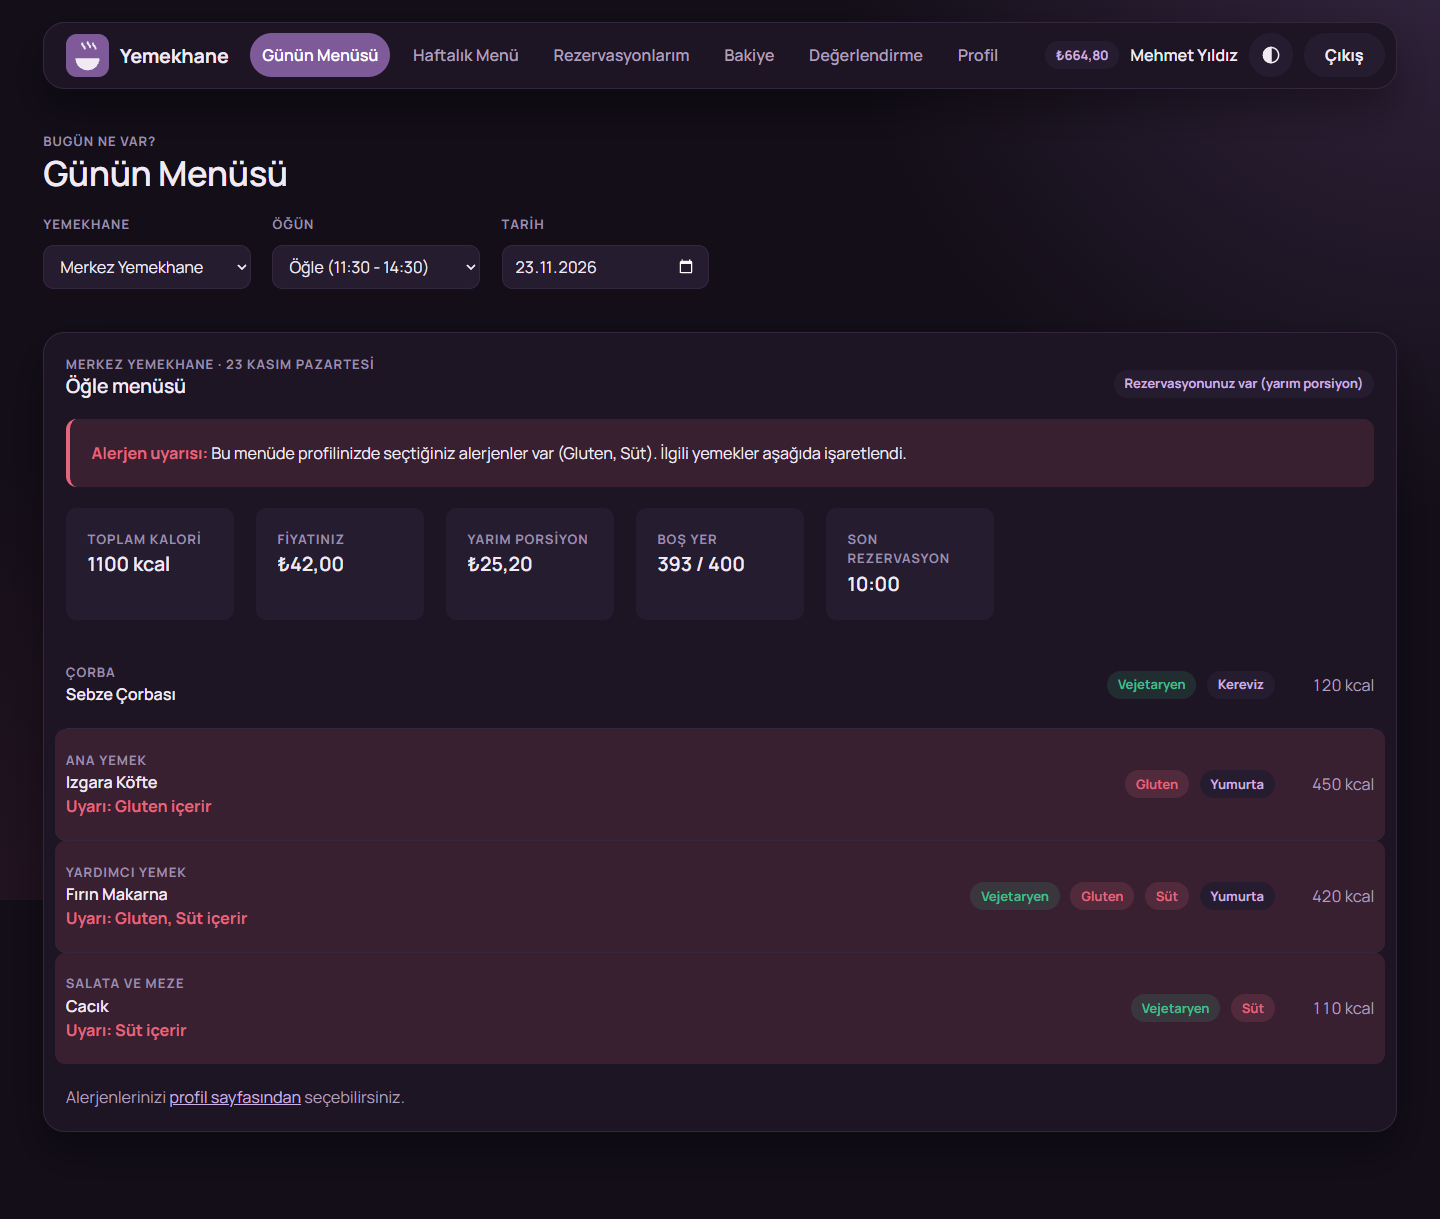 Yemekhane
Günün Menüsü
Haftalık Menü
Rezervasyonlarım
Bakiye
Değerlendirme
Profil
₺664,80
Mehmet Yıldız
Çıkış
BUGÜN NE VAR?
Günün Menüsü
YEMEKHANE
ÖĞÜN
TARİH
Merkez Yemekhane
Öğle (11:30 - 14:30)
23.11.2026
MERKEZ YEMEKHANE · 23 KASIM PAZARTESİ
Öğle menüsü
Rezervasyonunuz var (yarım porsiyon)
Alerjen uyarısı: Bu menüde profilinizde seçtiğiniz alerjenler var (Gluten, Süt). İlgili yemekler aşağıda işaretlendi.
TOPLAM KALORİ
1100 kcal
FİYATINIZ
₺42,00
YARIM PORSİYON
₺25,20
BOŞ YER
393 / 400
SON
REZERVASYON
10:00
ÇORBA
Sebze Çorbası
Vejetaryen
Kereviz
120 kcal
ANA YEMEK
Izgara Köfte
Uyarı: Gluten içerir
Gluten
Yumurta
450 kcal
YARDIMCI YEMEK
Fırın Makarna
Uyarı: Gluten, Süt içerir
Vejetaryen
Gluten
Süt
Yumurta
420 kcal
SALATA VE MEZE
Cacık
Uyarı: Süt içerir
Vejetaryen
Süt
110 kcal
Alerjenlerinizi profil sayfasından seçebilirsiniz.